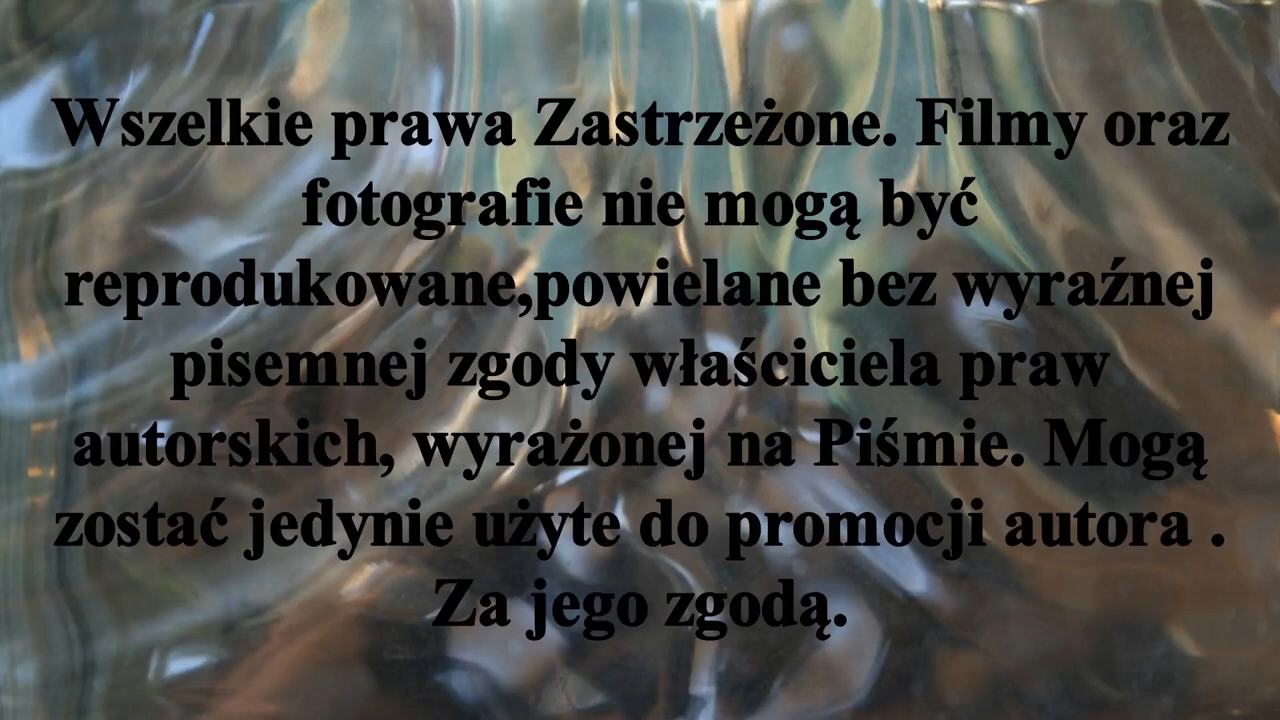 Wszelkie prawa Zastrzeżone. Filmy oraz
fotografie nie mogą być
reprodukowane,powielane bez wyraźnej
pisemnej zgody właściciela praw
autorskich, wyrażonej na Piśmie. Mogą
zostać jedynie użyte do promocji autora .
Za jego zgodą.